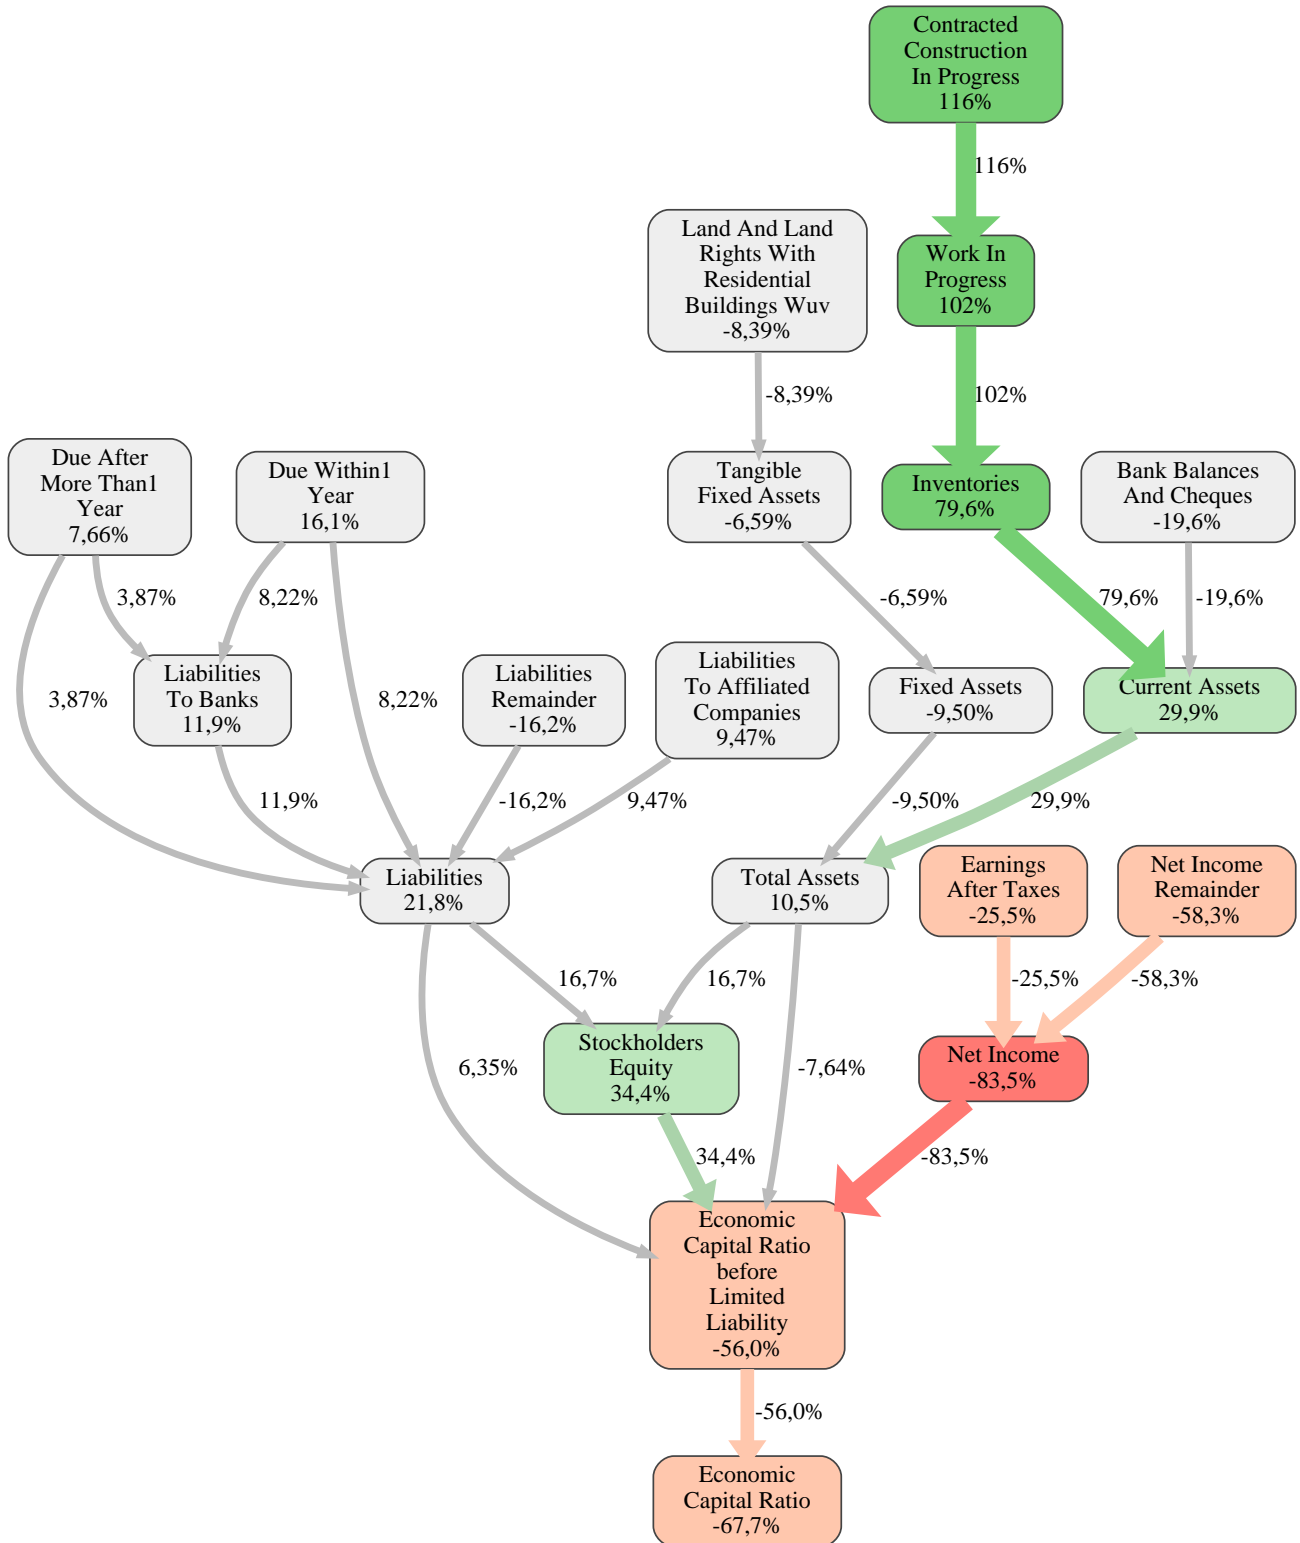 Contracted
Construction
In Progress
116%
116%
Land And Land
Rights With
Residential
Buildings Wuv
-8,39%
Work In
Progress
102%
-8,39%
102%
Due After
More Than1
Year
7,66%
Due Within1
Year
16,1%
Tangible
Fixed Assets
-6,59%
Inventories
79,6%
Bank Balances
And Cheques
-19,6%
3,87%
8,22%
-6,59%
79,6%
-19,6%
3,87%
Liabilities
To Banks
11,9%
8,22%
Liabilities
Remainder
-16,2%
Liabilities
To Affiliated
Companies
9,47%
Fixed Assets
-9,50%
Current Assets
29,9%
11,9%
-16,2%
9,47%
-9,50%
29,9%
Liabilities
21,8%
Total Assets
10,5%
Earnings
After Taxes
-25,5%
Net Income
Remainder
-58,3%
16,7%
16,7%
-25,5%
-58,3%
6,35%
Stockholders
Equity
34,4%
-7,64%
Net Income
-83,5%
34,4%
-83,5%
Economic
Capital Ratio
before
Limited
Liability
-56,0%
-56,0%
Economic
Capital Ratio
-67,7%